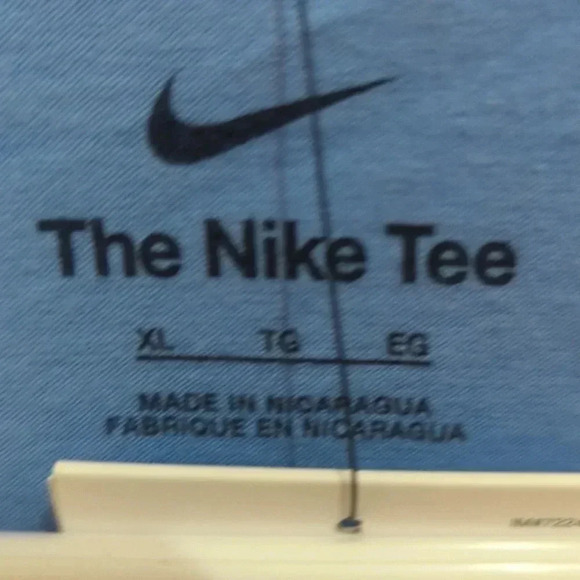 The Nike Tee
XL TG EG
MADE IN NICARAGUA
FABRIQUE EN NICARAGUA